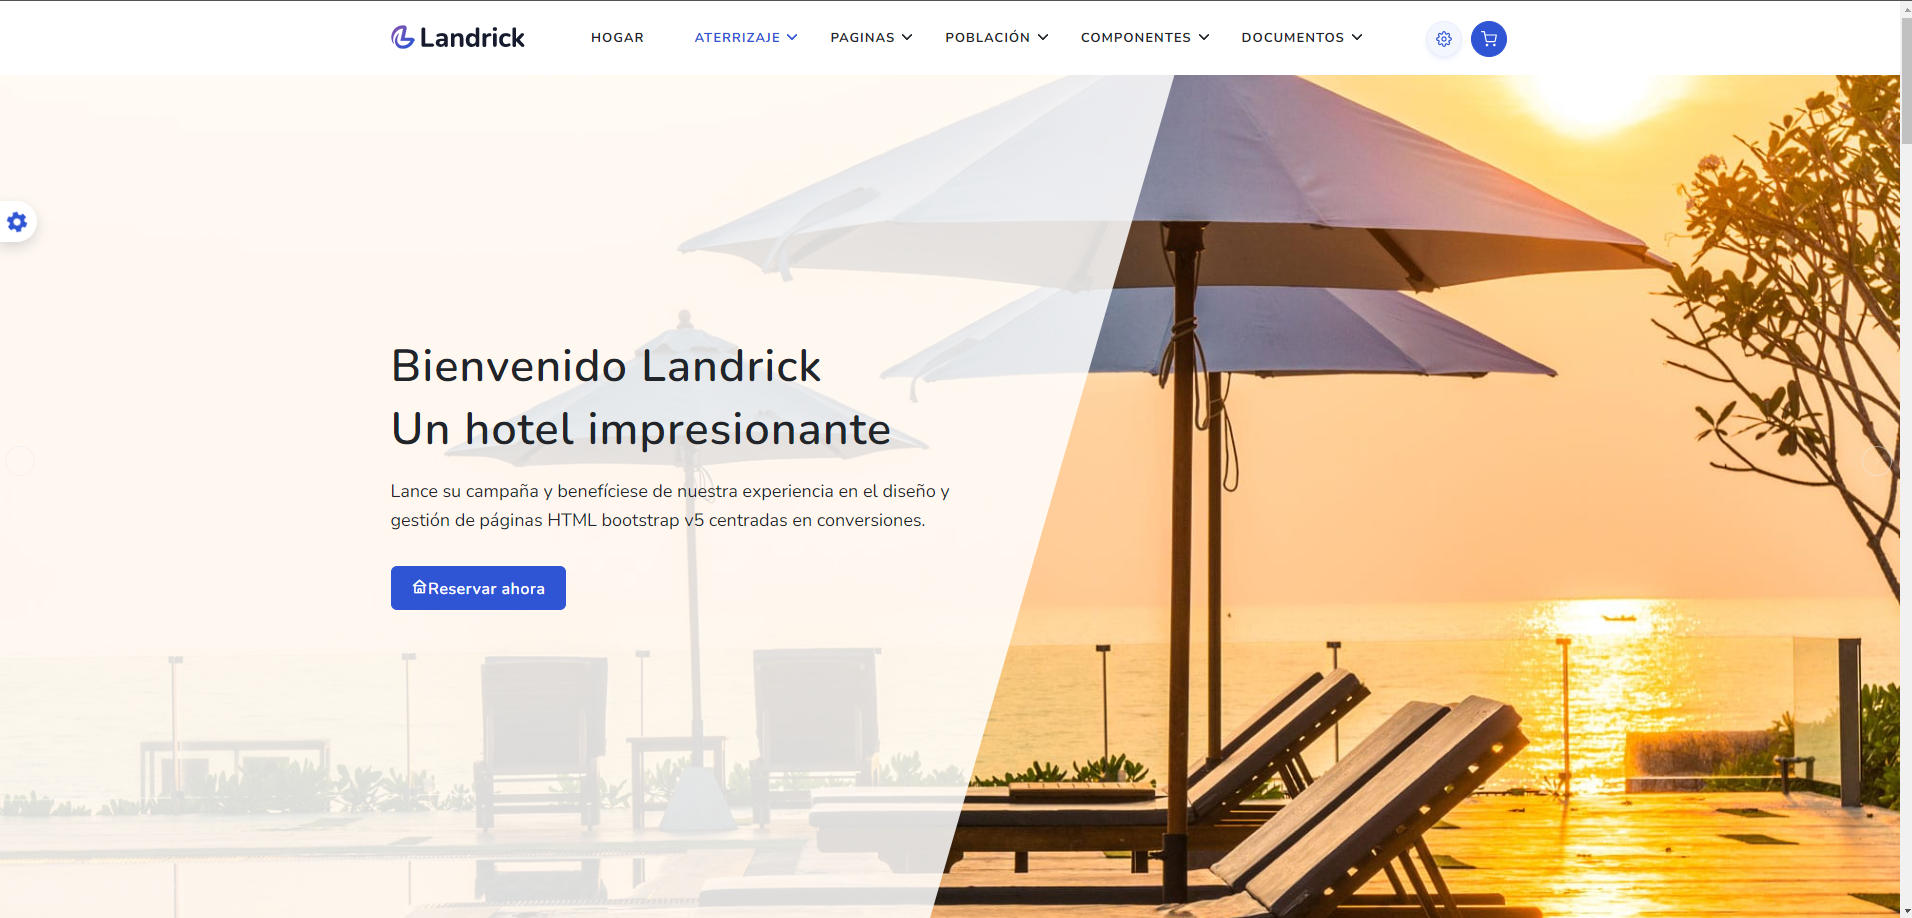 Landrick
HOGAR
ATERRIZAJE
PAGINAS
POBLACIÓN
COMPONENTES
DOCUMENTOS
Bienvenido Landrick
Un hotel impresionante
Lance su campaña y benefíciese de nuestra experiencia en el diseño y
gestión de páginas HTML bootstrap v5 centradas en conversiones.
Reservar ahora